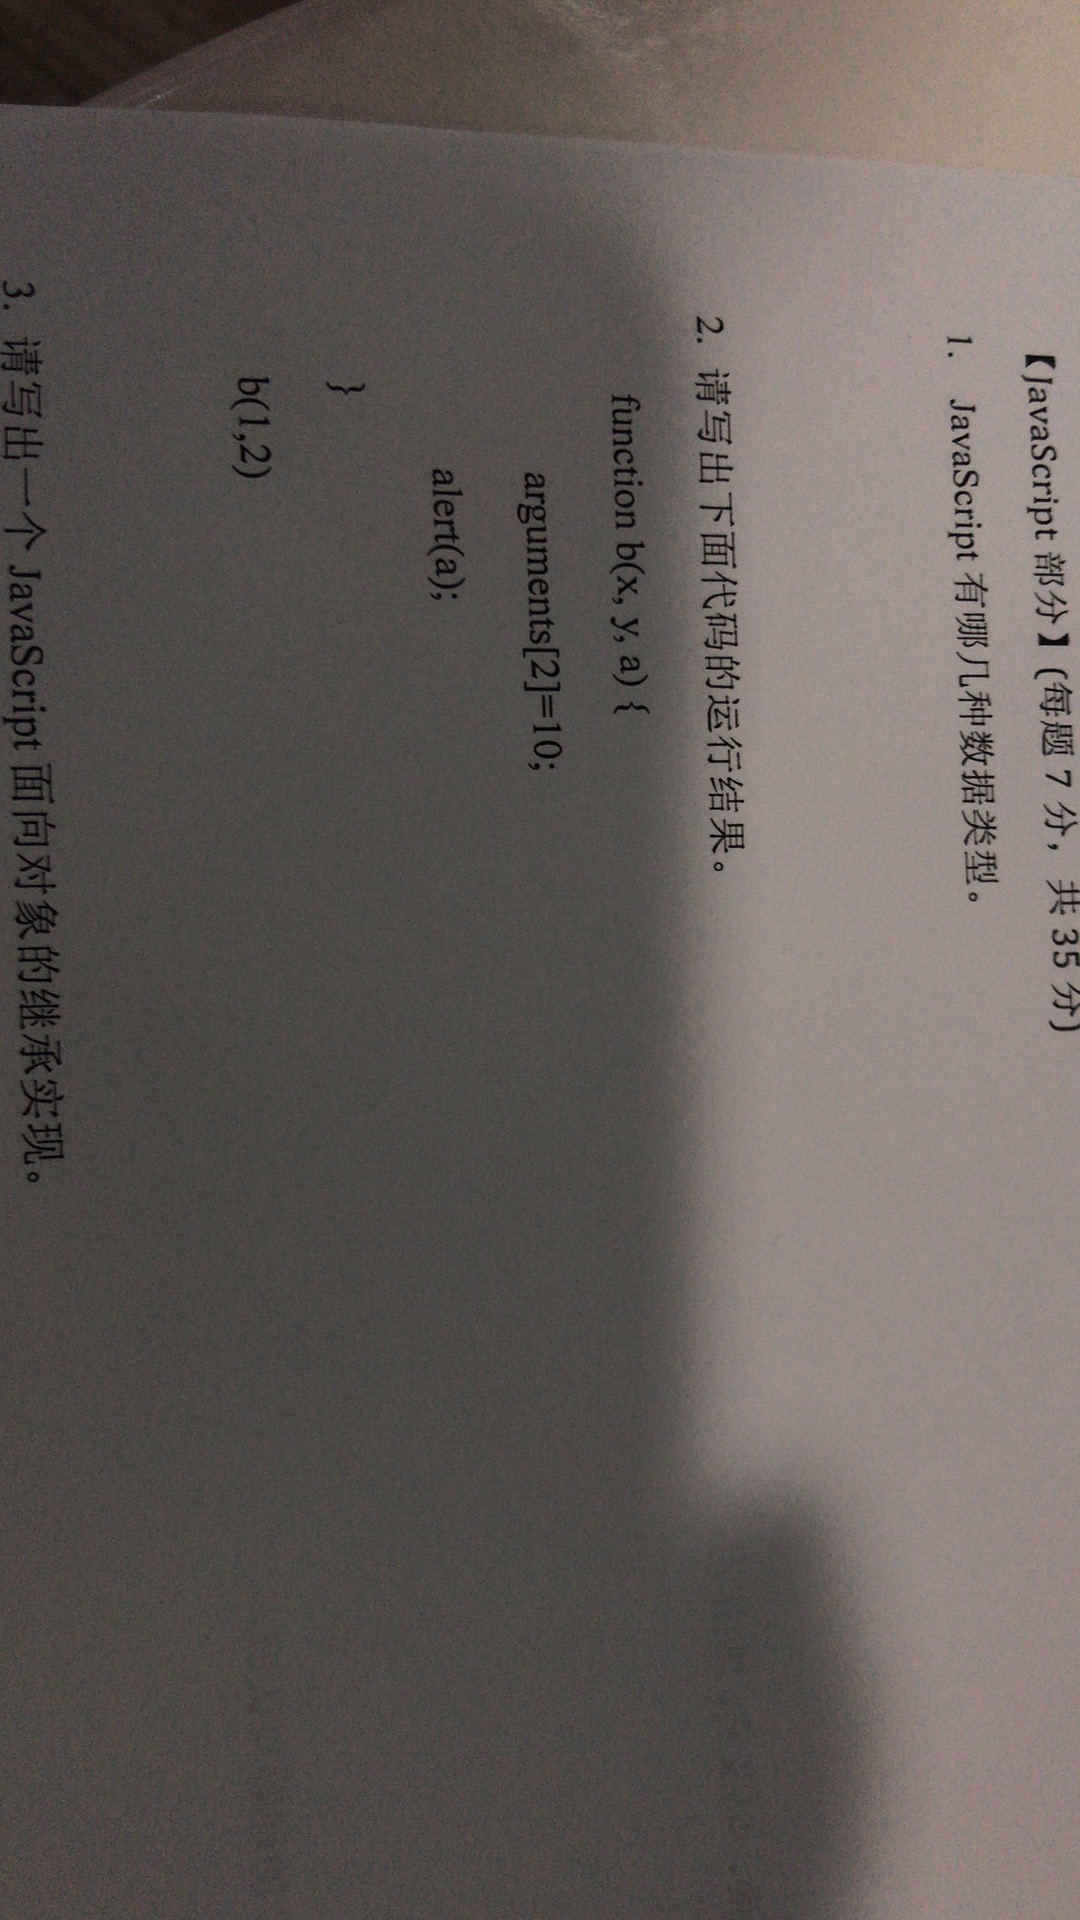 【JavaScript 部分】(每题 7 分，共 35 分)
1. JavaScript 有哪几种数据类型。
2. 请写出下面代码的运行结果。
function b(x, y, a) {
arguments[2]=10;
alert(a);
}
b(1,2)
3. 请写出一个 JavaScript 面向对象的继承实现。